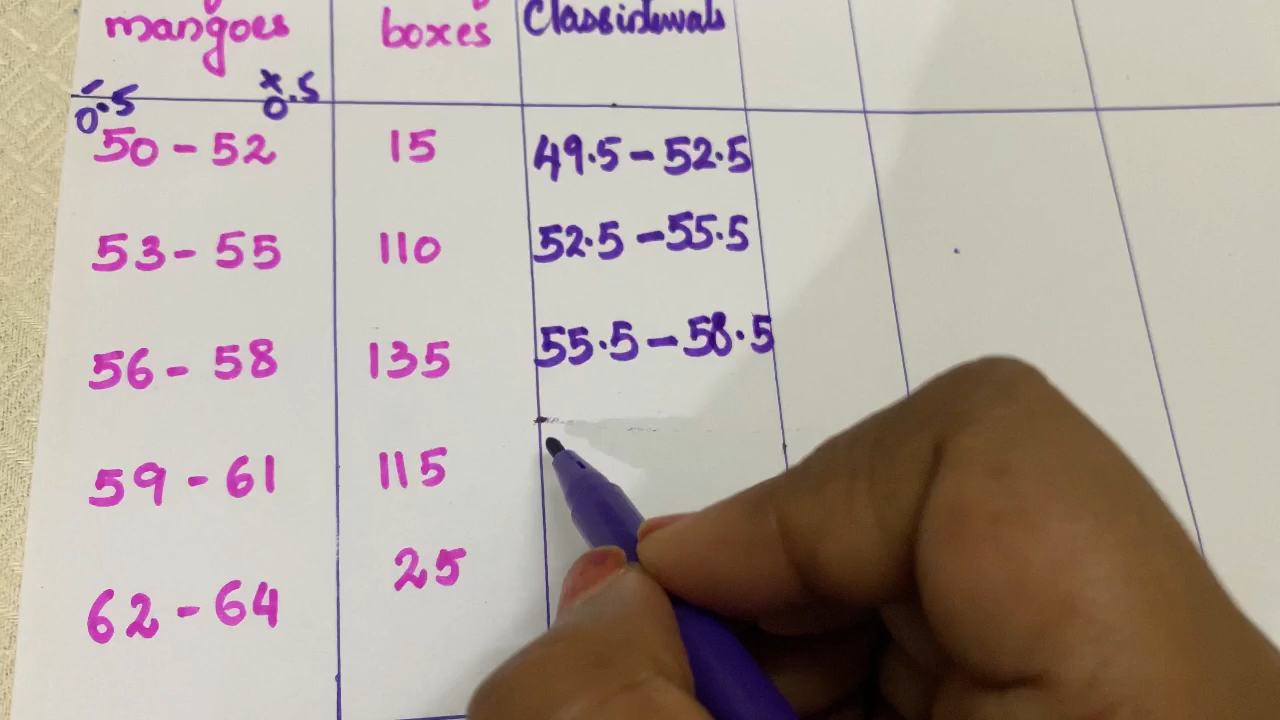 mangoes boxes Classintervals
-0.5 +0.5
50 - 52 15 49.5 - 52.5
53 - 55 110 52.5 - 55.5
56 - 58 135 55.5 - 58.5
59 - 61 115
62 - 64 25